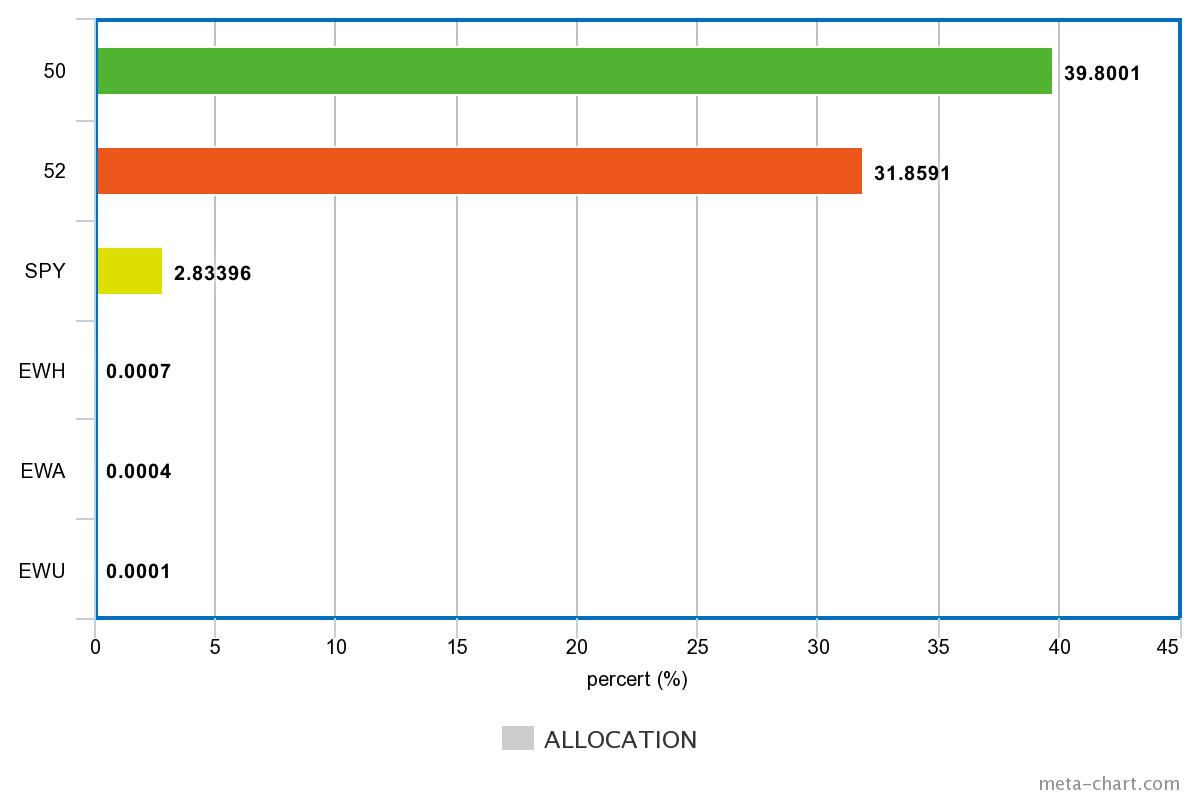 50
39.8001
52
31.8591
SPY
2.83396
EWH
0.0007
EWA
0.0004
EWU
0.0001
0 5 10 15 20 25 30 35 40 45
percert (%)
ALLOCATION
meta-chart.com